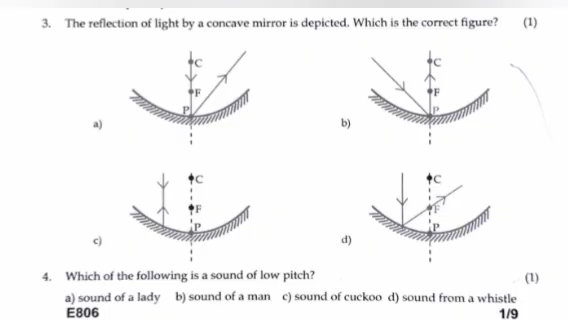 3. The reflection of light by a concave mirror is depicted. Which is the correct figure? (1)
C
F
P
a)
C
F
P
b)
C
F
P
c)
C
F
P
d)
4. Which of the following is a sound of low pitch? (1)
a) sound of a lady b) sound of a man c) sound of cuckoo d) sound from a whistle
E806 1/9